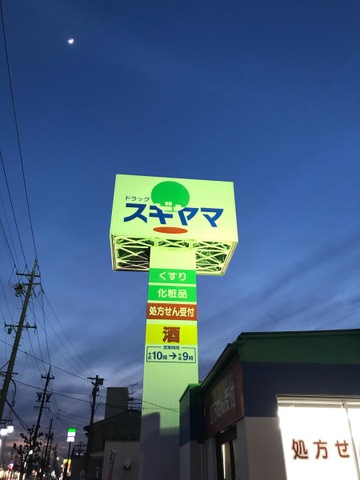 ドラッグ
スギヤマ
くすり
化粧品
処方せん受付
酒
営業時間
午前10時→午後9時
処方せ